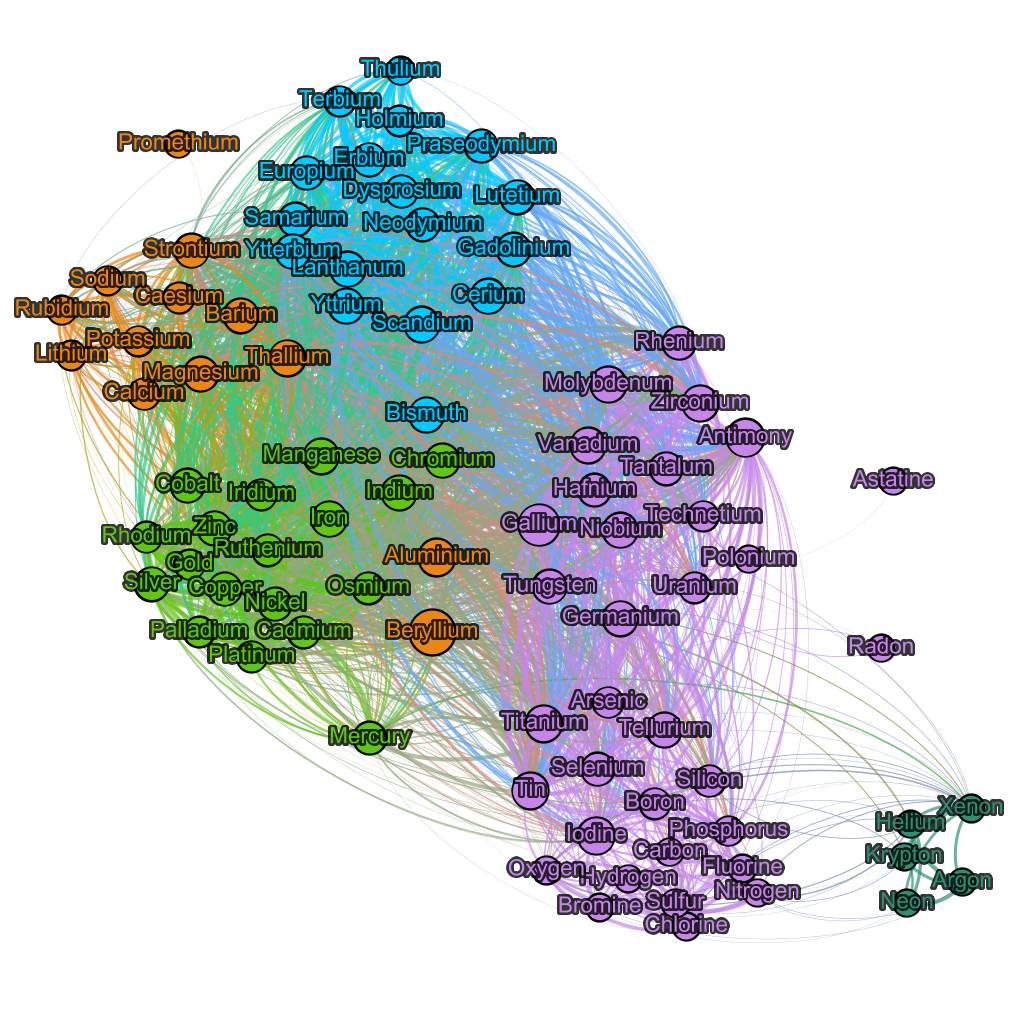 Thulium
Terbium
Holmium
Promethium
Praseodymium
Erbium
Europium
Dysprosium
Lutetium
Samarium
Neodymium
Strontium
Ytterbium
Gadolinium
Lanthanum
Sodium
Caesium
Cerium
Rubidium
Barium
Yttrium
Scandium
Potassium
Rhenium
Lithium
Thallium
Magnesium
Molybdenum
Calcium
Zirconium
Bismuth
Antimony
Vanadium
Manganese
Chromium
Tantalum
Astatine
Cobalt
Iridium
Indium
Hafnium
Technetium
Iron
Gallium
Niobium
Zinc
Rhodium
Ruthenium
Aluminium
Polonium
Gold
Silver
Copper
Osmium
Tungsten
Uranium
Nickel
Germanium
Palladium
Cadmium
Beryllium
Radon
Platinum
Arsenic
Titanium
Tellurium
Mercury
Selenium
Silicon
Tin
Boron
Xenon
Helium
Iodine
Phosphorus
Carbon
Krypton
Oxygen
Hydrogen
Fluorine
Argon
Nitrogen
Bromine
Sulfur
Neon
Chlorine